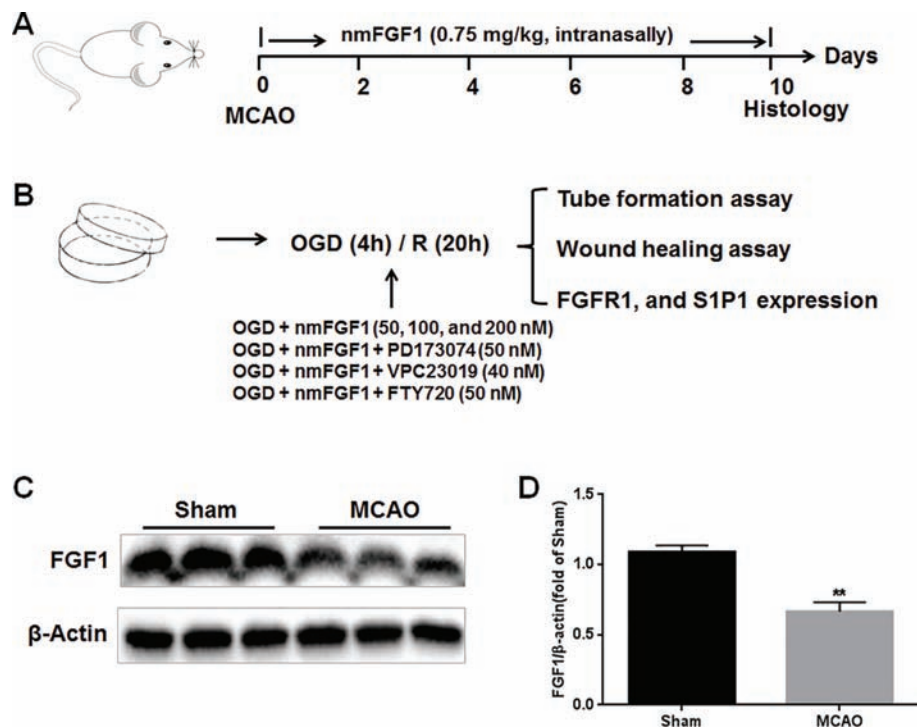 A
nmFGF1 (0.75 mg/kg, intranasally)
Days
0 2 4 6 8 10
MCAO Histology
B
OGD (4h) / R (20h)
Tube formation assay
Wound healing assay
FGFR1, and S1P1 expression
OGD + nmFGF1 (50, 100, and 200 nM)
OGD + nmFGF1 + PD173074 (50 nM)
OGD + nmFGF1 + VPC23019 (40 nM)
OGD + nmFGF1 + FTY720 (50 nM)
C
Sham MCAO
FGF1
β-Actin
D
FGF1/β-actin(fold of Sham)
1.5
1.0
0.5
0.0
**
Sham MCAO